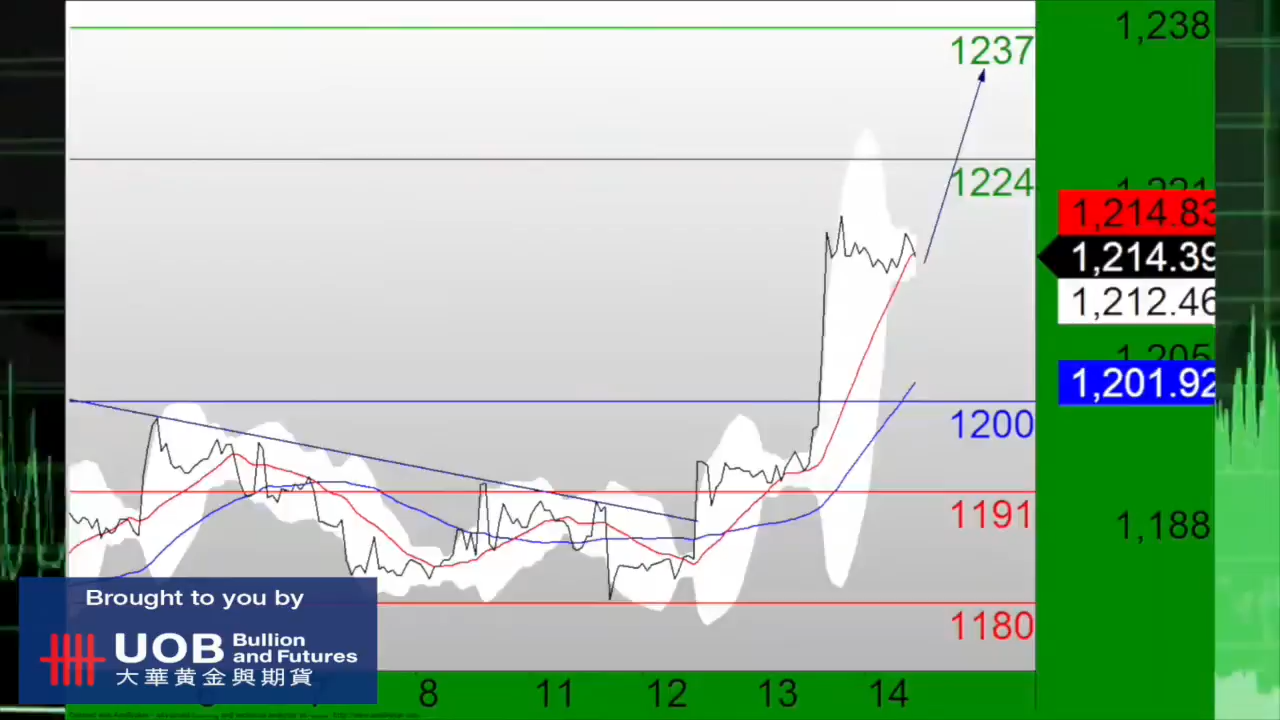 1237
1,238
1224
1,214.83
1,214.39
1,212.46
1,201.92
1200
1191
1,188
1180
Brought to you by
UOB Bullion
and Futures
大華黃金興期貨
8 11 12 13 14